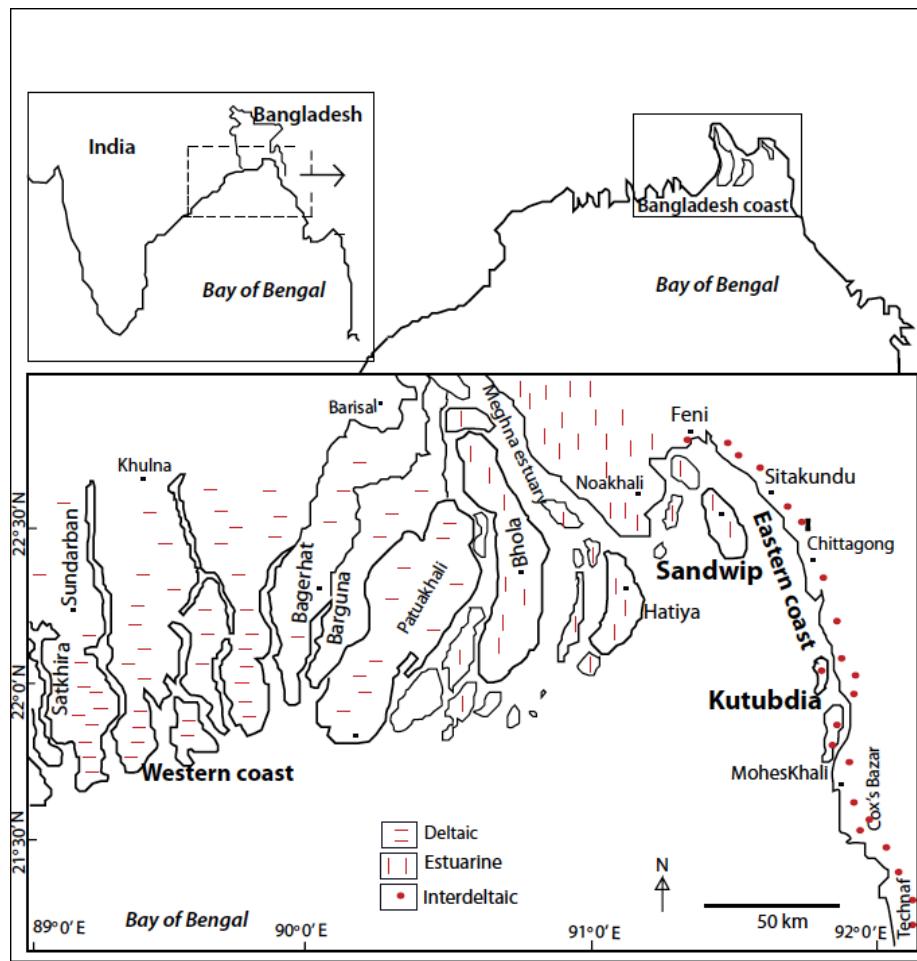 Bangladesh
India
Bay of Bengal
Bangladesh coast
Bay of Bengal
Barisal
Meghna estuary
Feni
Khulna
Noakhali
Sitakundu
22°30'N
Sundarban
Bagerhat
Barguna
Patuakhali
Bhola
Sandwip
Eastern coast
Chittagong
Hatiya
22°0'N
Satkhira
Kutubdia
Western coast
MohesKhali
Cox's Bazar
21°30'N
Deltaic
Estuarine
Interdeltaic
N
50 km
Technaf
Bay of Bengal
89°0' E
90°0' E
91°0' E
92°0' E